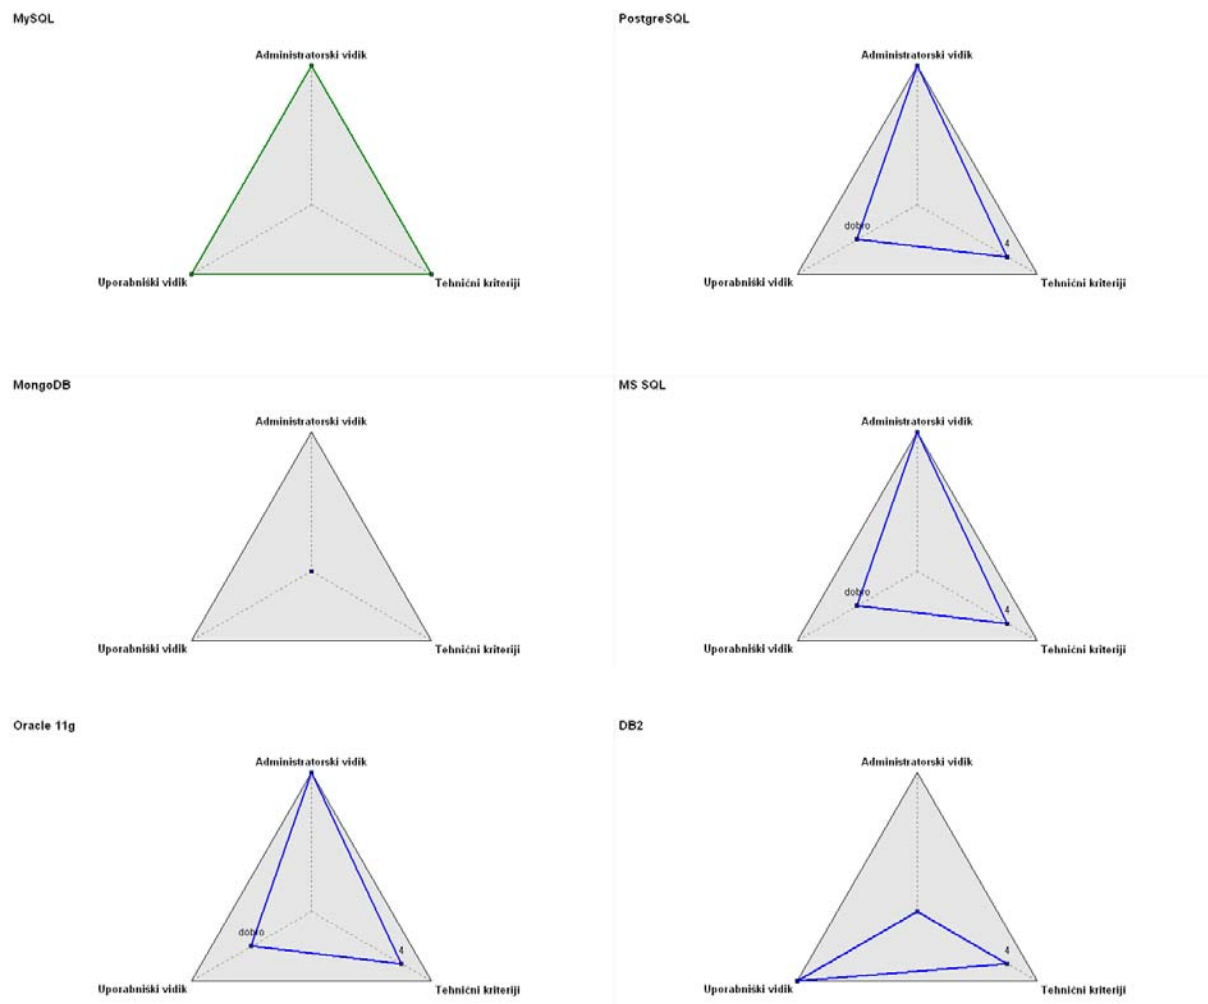 MySQL
PostgreSQL
Administratorski vidik
Administratorski vidik
dobro
4
Uporabniški vidik
Tehnični kriteriji
Uporabniški vidik
Tehnični kriteriji
MongoDB
MS SQL
Administratorski vidik
Administratorski vidik
dobro
4
Uporabniški vidik
Tehnični kriteriji
Uporabniški vidik
Tehnični kriteriji
Oracle 11g
DB2
Administratorski vidik
Administratorski vidik
dobro
4
4
Uporabniški vidik
Tehnični kriteriji
Uporabniški vidik
Tehnični kriteriji